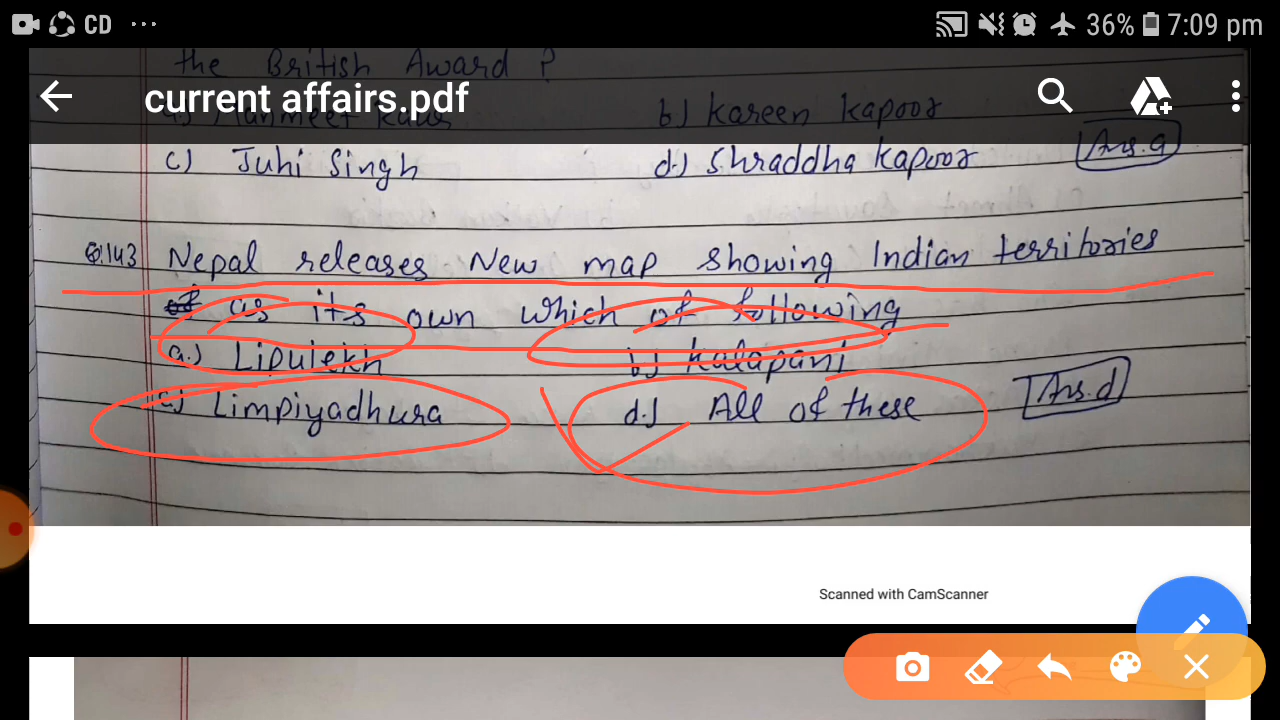 CD ... 36% 7:09 pm
the British Award ?
current affairs.pdf
a.) Manmeet Kaur b.) Kareen Kapoor
c.) Juhi Singh d.) Shraddha Kapoor Ans.a
Q.143 Nepal releases New map showing Indian territories
as its own which of following
a.) Lipulekh b.) Kalapani
c.) Limpiyadhura d.) All of these Ans.d
Scanned with CamScanner